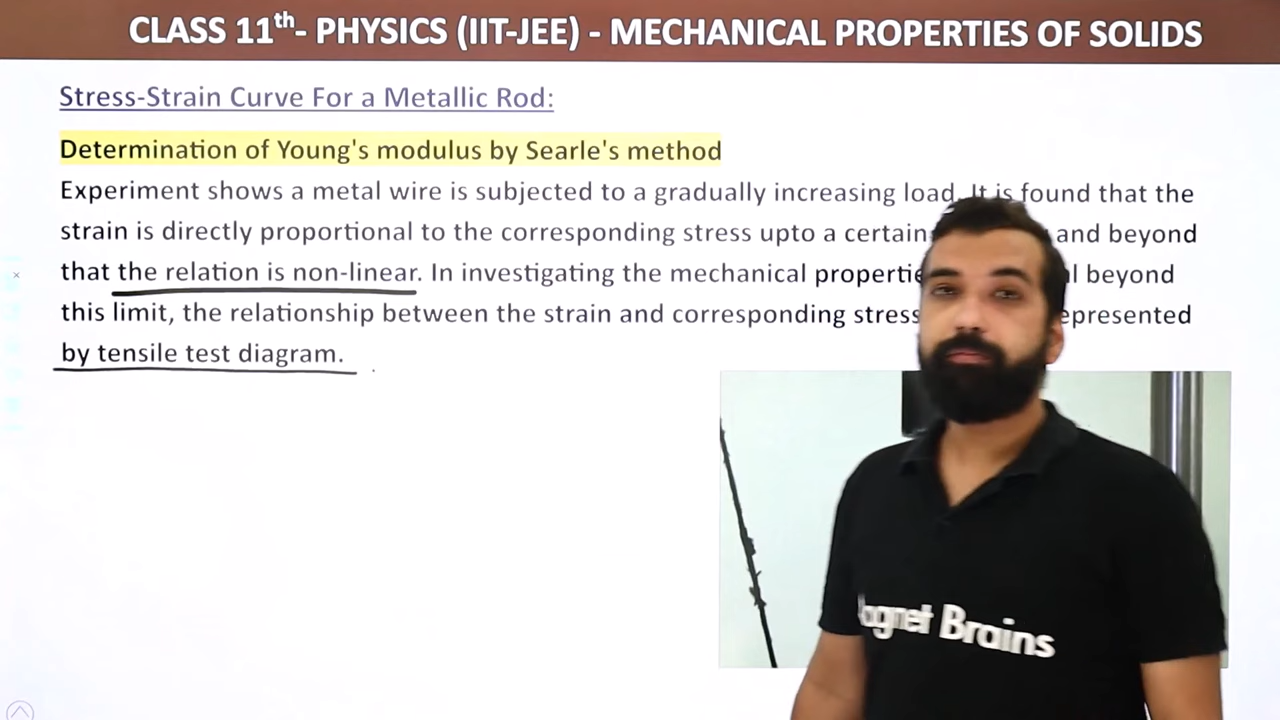 CLASS 11th- PHYSICS (IIT-JEE) - MECHANICAL PROPERTIES OF SOLIDS
Stress-Strain Curve For a Metallic Rod:
Determination of Young's modulus by Searle's method
Experiment shows a metal wire is subjected to a gradually increasing load. It is found that the
strain is directly proportional to the corresponding stress upto a certain and beyond
that the relation is non-linear. In investigating the mechanical beyond
this limit, the relationship between the strain and corresponding stress
by tensile test diagram.
Brains